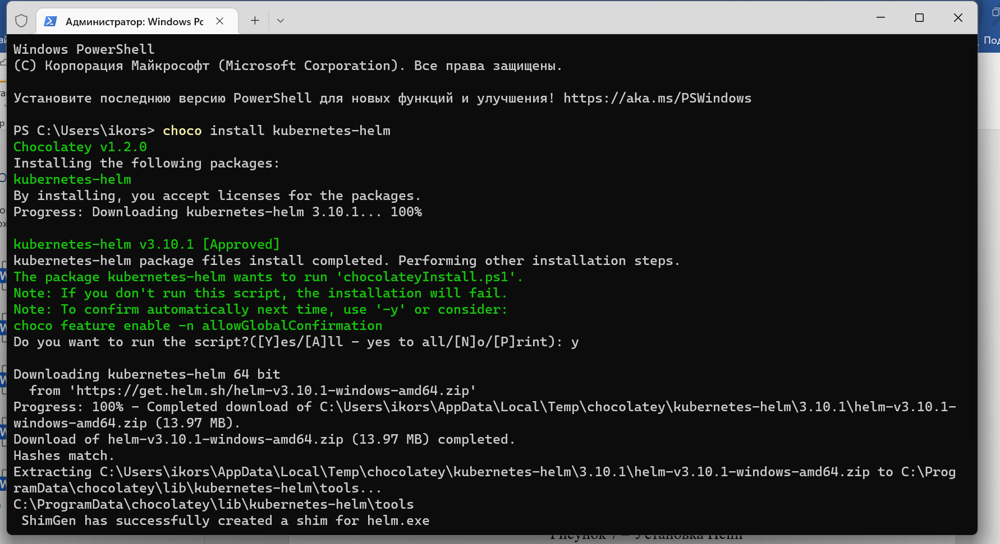 Администратор: Windows Pc
Windows PowerShell
(C) Корпорация Майкрософт (Microsoft Corporation). Все права защищены.
Установите последнюю версию PowerShell для новых функций и улучшения! https://aka.ms/PSWindows
PS C:\Users\ikors> choco install kubernetes-helm
Chocolatey v1.2.0
Installing the following packages:
kubernetes-helm
By installing, you accept licenses for the packages.
Progress: Downloading kubernetes-helm 3.10.1... 100%
kubernetes-helm v3.10.1 [Approved]
kubernetes-helm package files install completed. Performing other installation steps.
The package kubernetes-helm wants to run 'chocolateyInstall.ps1'.
Note: If you don't run this script, the installation will fail.
Note: To confirm automatically next time, use '-y' or consider:
choco feature enable -n allowGlobalConfirmation
Do you want to run the script?([Y]es/[A]ll - yes to all/[N]o/[P]rint): y
Downloading kubernetes-helm 64 bit
  from 'https://get.helm.sh/helm-v3.10.1-windows-amd64.zip'
Progress: 100% - Completed download of C:\Users\ikors\AppData\Local\Temp\chocolatey\kubernetes-helm\3.10.1\helm-v3.10.1-
windows-amd64.zip (13.97 MB).
Download of helm-v3.10.1-windows-amd64.zip (13.97 MB) completed.
Hashes match.
Extracting C:\Users\ikors\AppData\Local\Temp\chocolatey\kubernetes-helm\3.10.1\helm-v3.10.1-windows-amd64.zip to C:\Prog
ramData\chocolatey\lib\kubernetes-helm\tools...
C:\ProgramData\chocolatey\lib\kubernetes-helm\tools
 ShimGen has successfully created a shim for helm.exe
Под
Рисунок 7 – Установка Helm